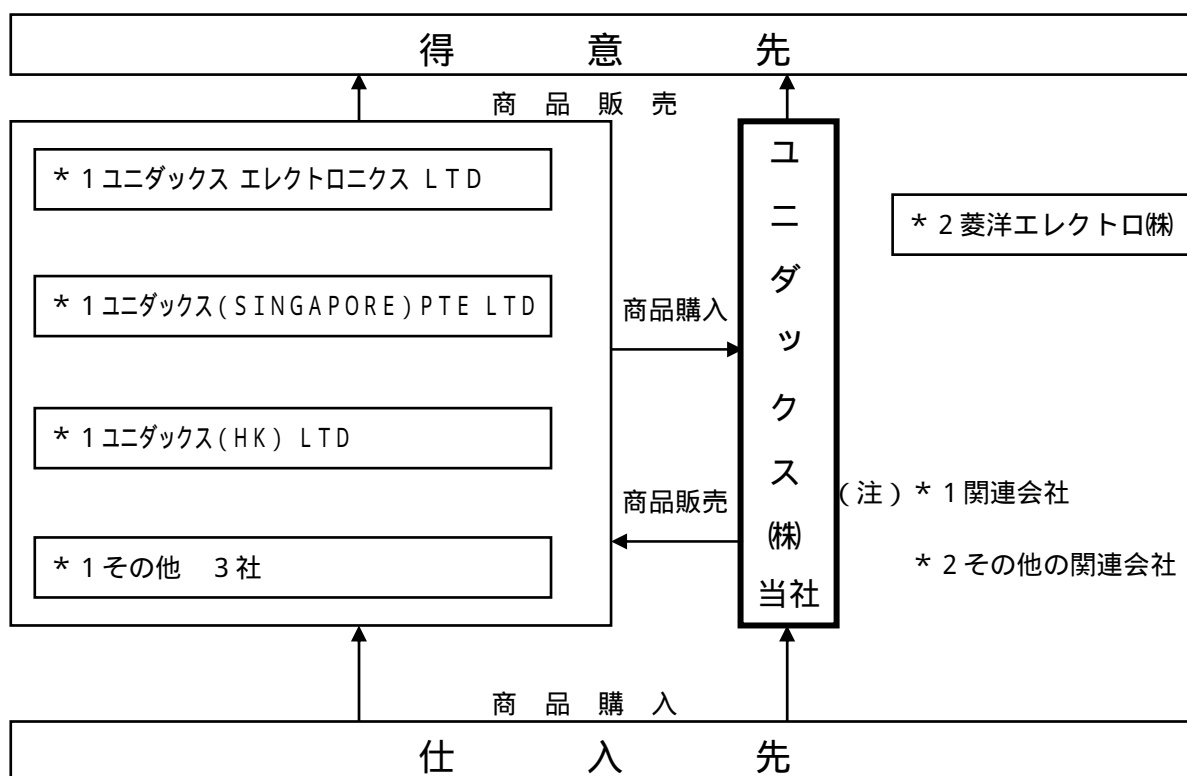 得意先
商品販売
＊1ユニダックス エレクトロニクス ＬＴＤ
＊1ユニダックス(ＳＩＮＧＡＰＯＲＥ)ＰＴＥ ＬＴＤ
＊1ユニダックス(ＨＫ) ＬＴＤ
＊1その他　3社
商品購入
商品販売
ユニダックス㈱当社
＊2菱洋エレクトロ㈱
(注)＊1関連会社
＊2その他の関連会社
商品購入
仕入先